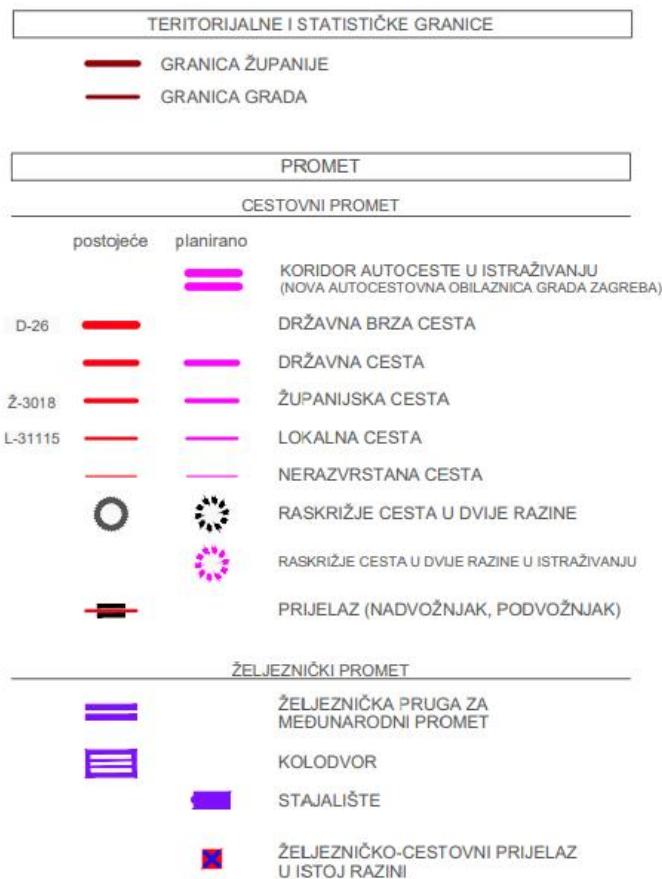 TERITORIJALNE I STATISTIČKE GRANICE
GRANICA ŽUPANIJE
GRANICA GRADA
PROMET
CESTOVNI PROMET
postojeće planirano
KORIDOR AUTOCESTE U ISTRAŽIVANJU
(NOVA AUTOCESTOVNA OBILAZNICA GRADA ZAGREBA)
D-26 DRŽAVNA BRZA CESTA
DRŽAVNA CESTA
Ž-3018 ŽUPANIJSKA CESTA
L-31115 LOKALNA CESTA
NERAZVRSTANA CESTA
RASKRIŽJE CESTA U DVIJE RAZINE
RASKRIŽJE CESTA U DVIJE RAZINE U ISTRAŽIVANJU
PRIJELAZ (NADVOŽNJAK, PODVOŽNJAK)
ŽELJEZNIČKI PROMET
ŽELJEZNIČKA PRUGA ZA
MEĐUNARODNI PROMET
KOLODVOR
STAJALIŠTE
ŽELJEZNIČKO-CESTOVNI PRIJELAZ
U ISTOJ RAZINI